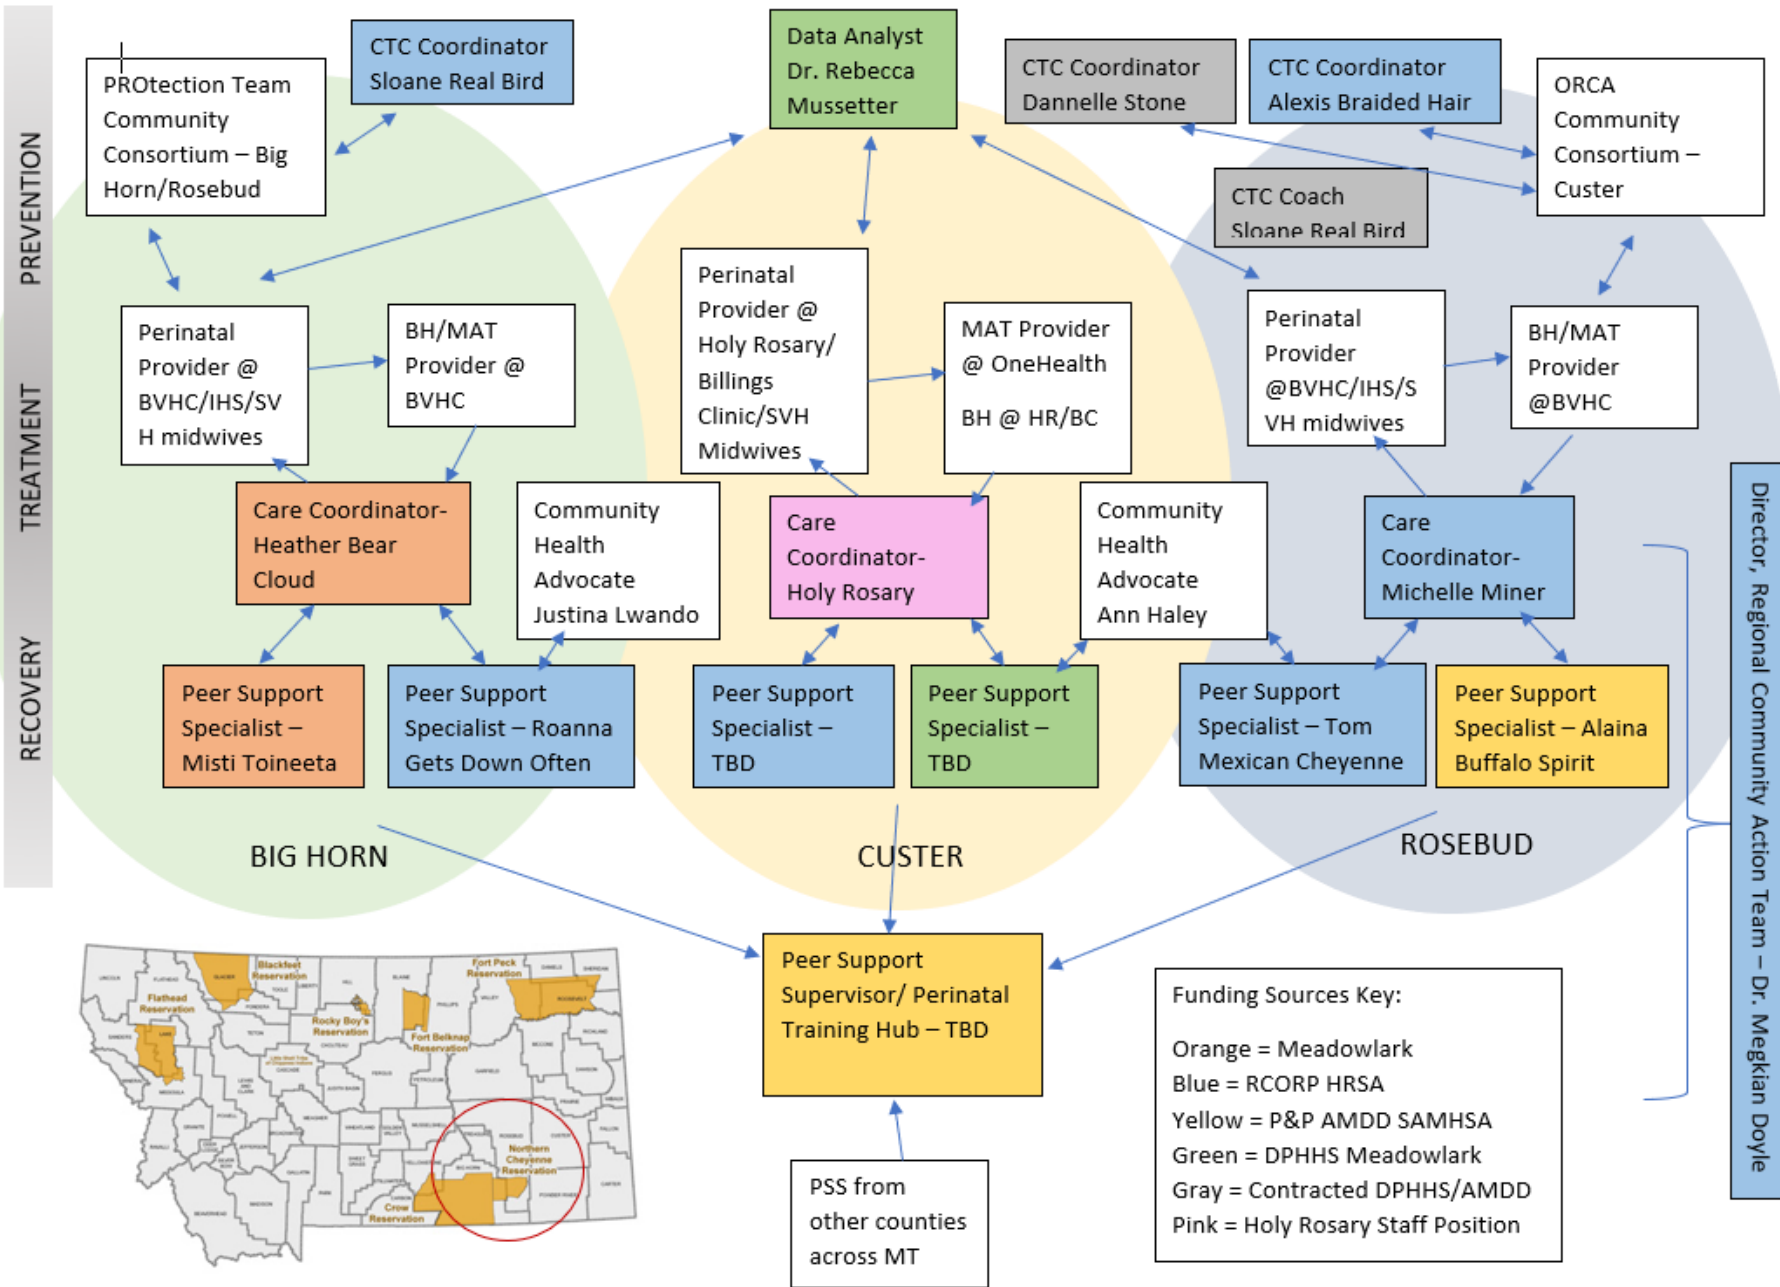 PREVENTION
TREATMENT
RECOVERY
PROtection Team
Community
Consortium – Big
Horn/Rosebud
CTC Coordinator
Sloane Real Bird
Data Analyst
Dr. Rebecca
Mussetter
CTC Coordinator
Dannelle Stone
CTC Coordinator
Alexis Braided Hair
ORCA
Community
Consortium –
Custer
CTC Coach
Sloane Real Bird
Perinatal
Provider @
BVHC/IHS/SV
H midwives
BH/MAT
Provider @
BVHC
Perinatal
Provider @
Holy Rosary/
Billings
Clinic/SVH
Midwives
MAT Provider
@ OneHealth
BH @ HR/BC
Perinatal
Provider
@BVHC/IHS/S
VH midwives
BH/MAT
Provider
@BVHC
Care Coordinator-
Heather Bear
Cloud
Community
Health
Advocate
Justina Lwando
Care
Coordinator-
Holy Rosary
Community
Health
Advocate
Ann Haley
Care
Coordinator-
Michelle Miner
Peer Support
Specialist –
Misti Toineeta
Peer Support
Specialist – Roanna
Gets Down Often
Peer Support
Specialist –
TBD
Peer Support
Specialist –
TBD
Peer Support
Specialist – Tom
Mexican Cheyenne
Peer Support
Specialist – Alaina
Buffalo Spirit
BIG HORN
CUSTER
ROSEBUD
Director, Regional Community Action Team – Dr. Megkian Doyle
Peer Support
Supervisor/ Perinatal
Training Hub – TBD
PSS from
other counties
across MT
Funding Sources Key:
Orange = Meadowlark
Blue = RCORP HRSA
Yellow = P&P AMDD SAMHSA
Green = DPHHS Meadowlark
Gray = Contracted DPHHS/AMDD
Pink = Holy Rosary Staff Position
Blackfeet
Reservation
Flathead
Reservation
Rocky Boy's
Reservation
Fort Belknap
Reservation
Fort Peck
Reservation
Northern
Cheyenne
Reservation
Crow
Reservation